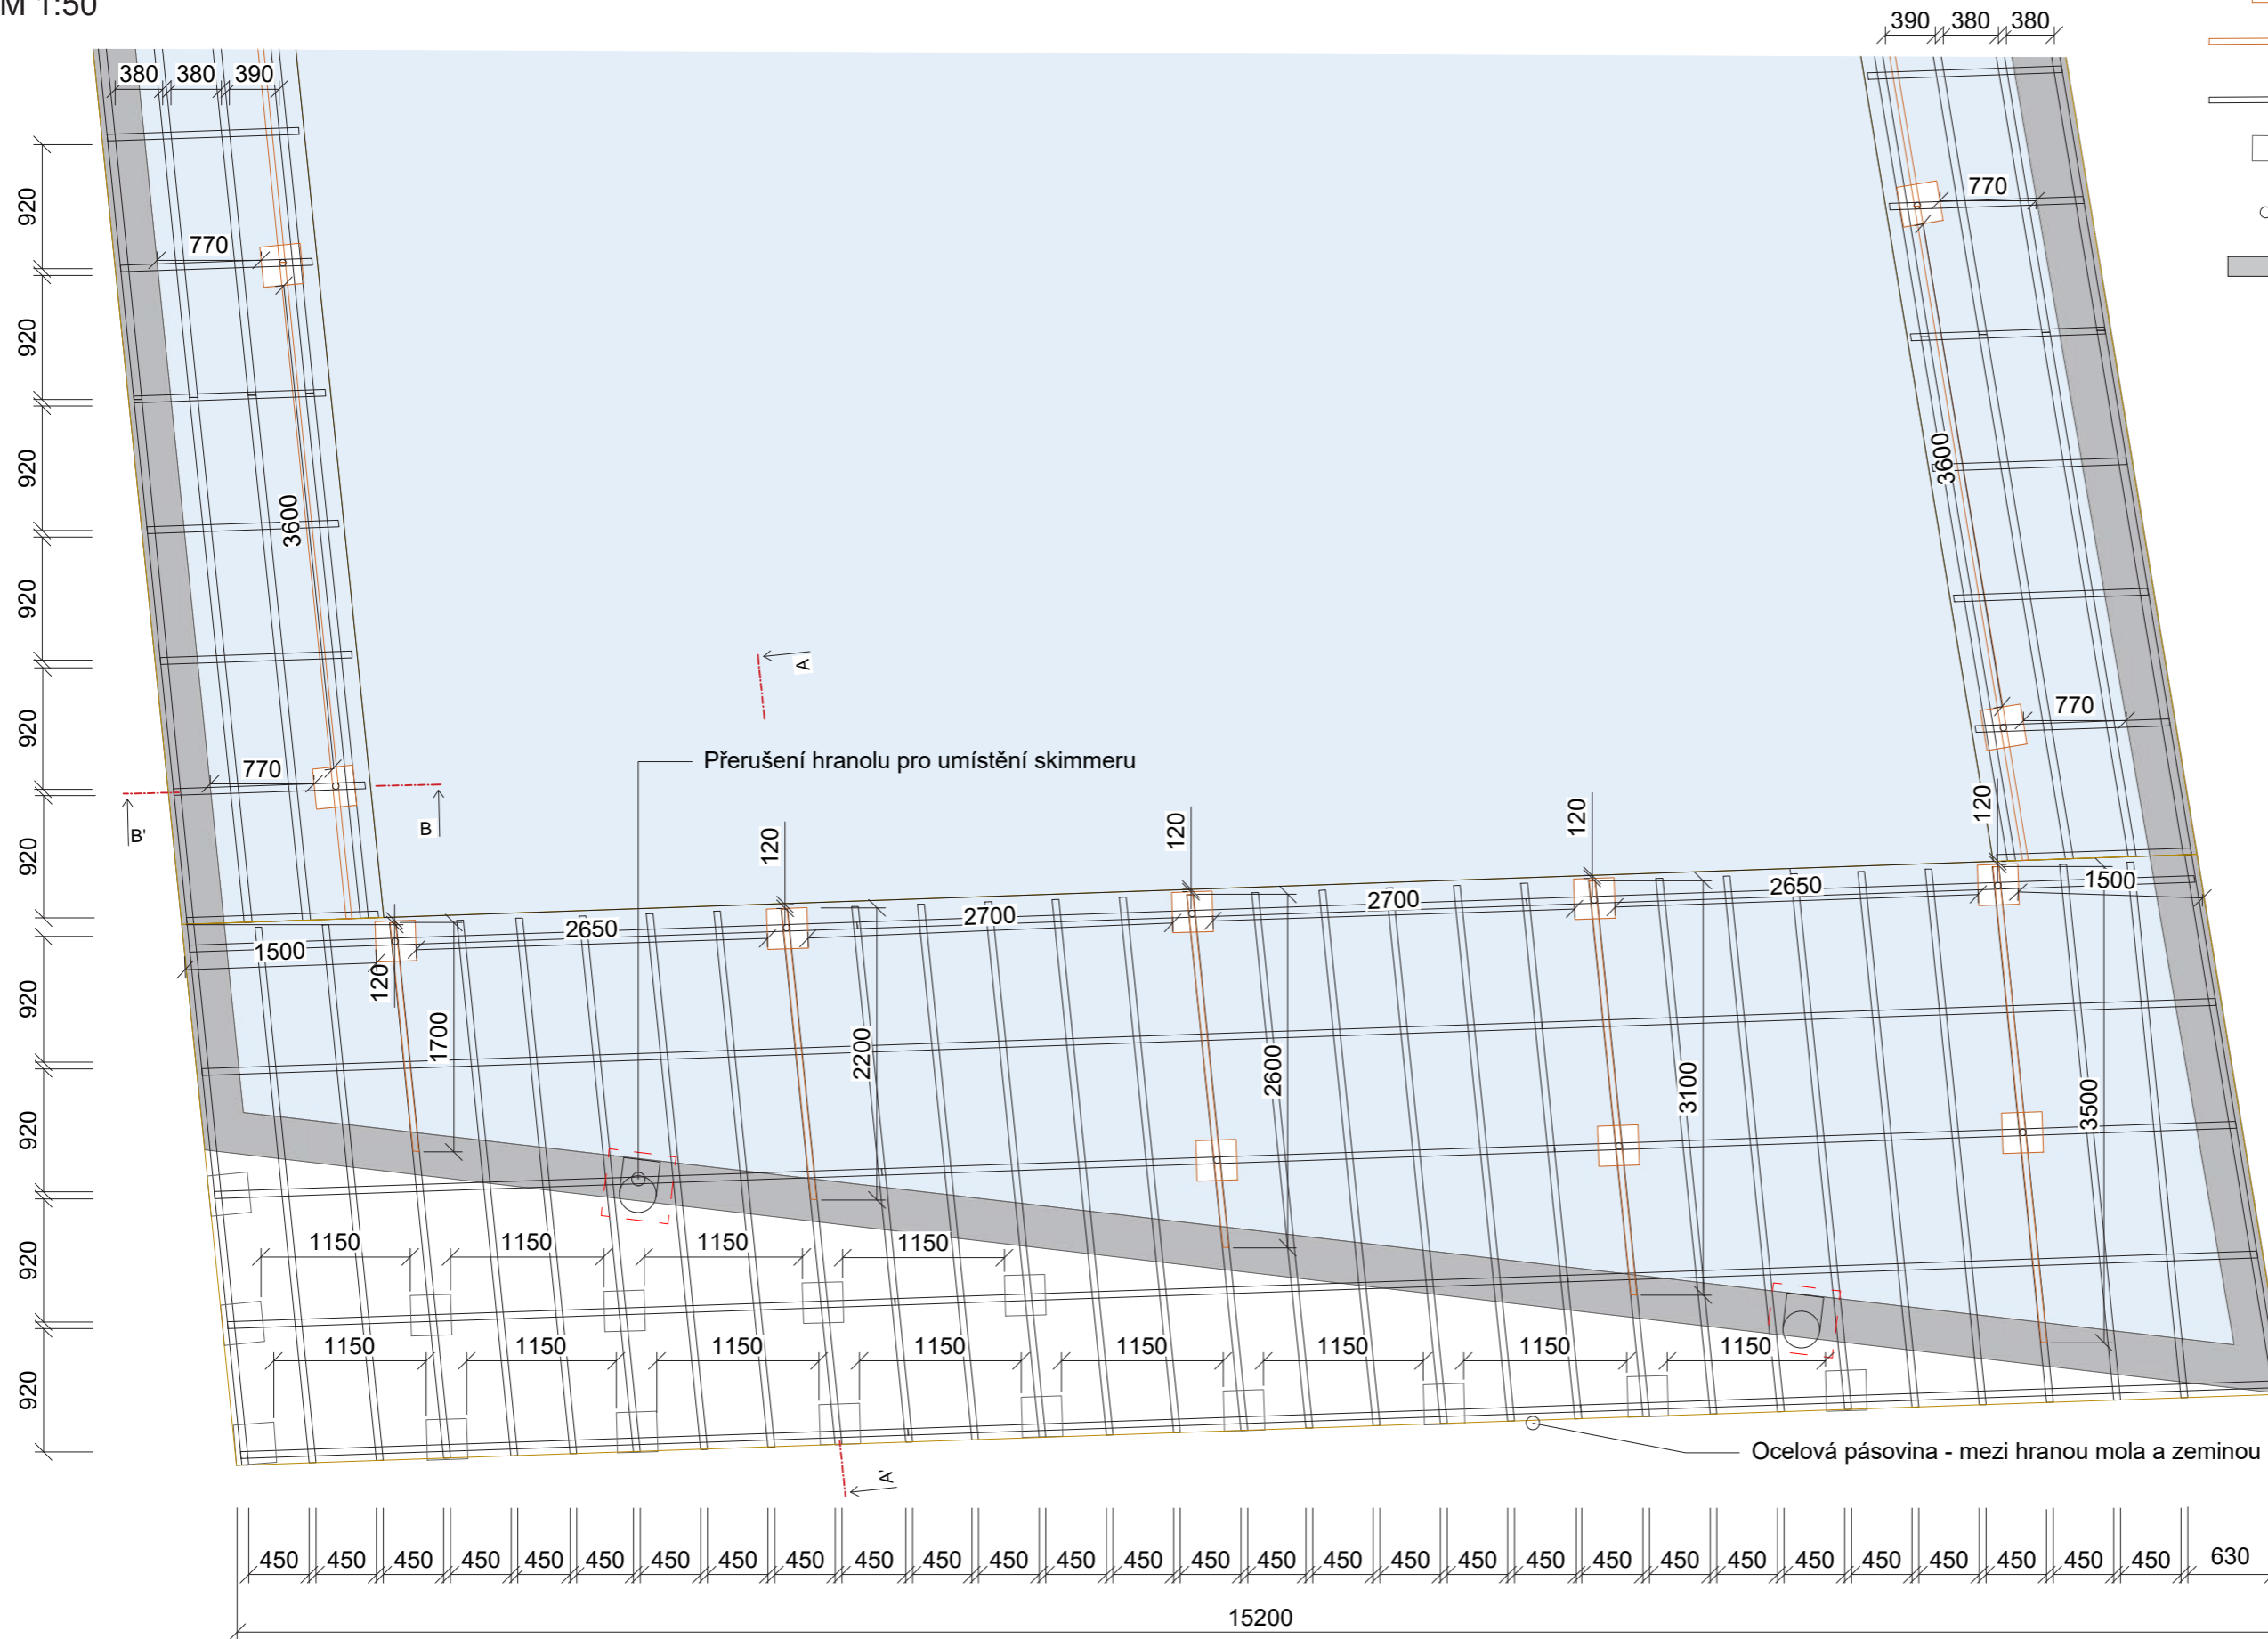 M 1:50
390 380 380
380 380 390
920
770
770
920
920
3600
3600
920
920
A
770
Přerušení hranolu pro umístění skimmeru
770
B'
B
120
120
120
120
920
1500
2650
2700
2700
2650
1500
120
920
1700
2200
2600
3100
3500
920
1150 1150 1150 1150
920
1150 1150 1150 1150 1150 1150 1150 1150
920
Ocelová pásovina - mezi hranou mola a zeminou
A'
450 450 450 450 450 450 450 450 450 450 450 450 450 450 450 450 450 450 450 450 450 450 450 450 450 450 450 450 450 630
15200